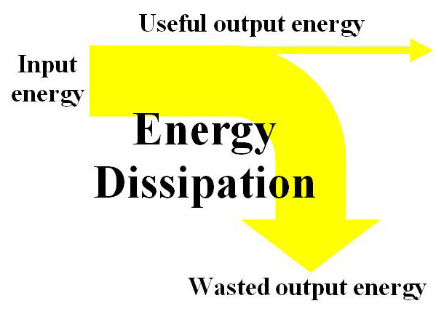 Useful output energy
Input
energy
Energy
Dissipation
Wasted output energy